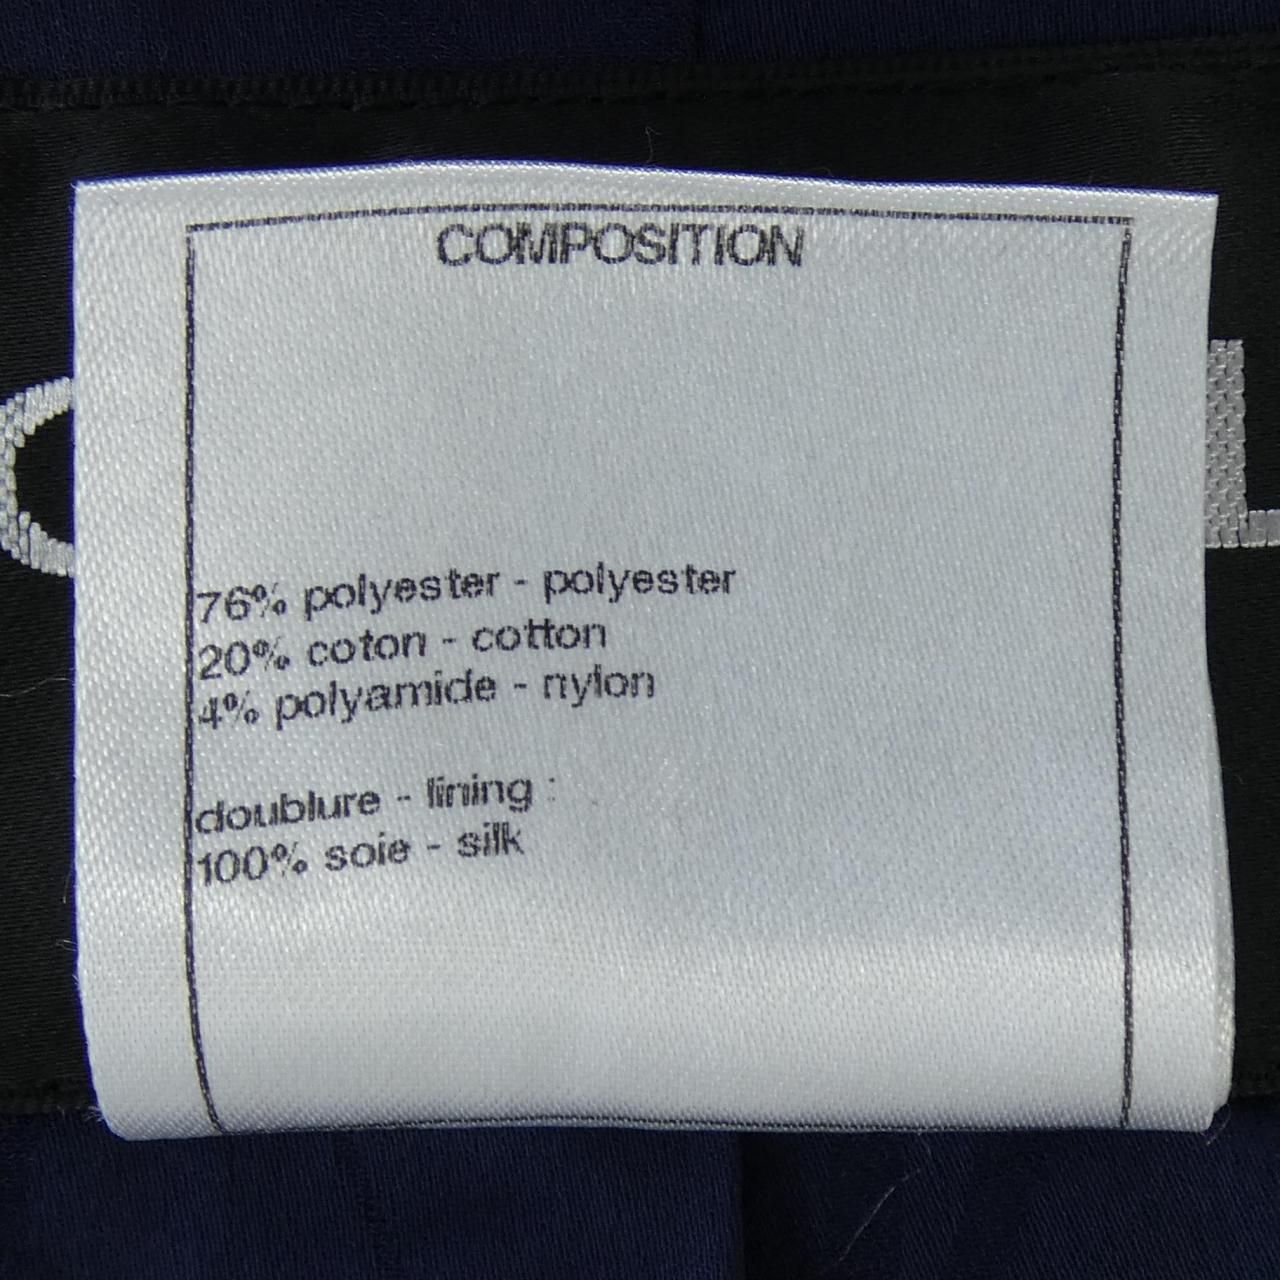 COMPOSITION
76% polyester - polyester
20% coton - cotton
4% polyamide - nylon
doublure - lining :
100% soie - silk